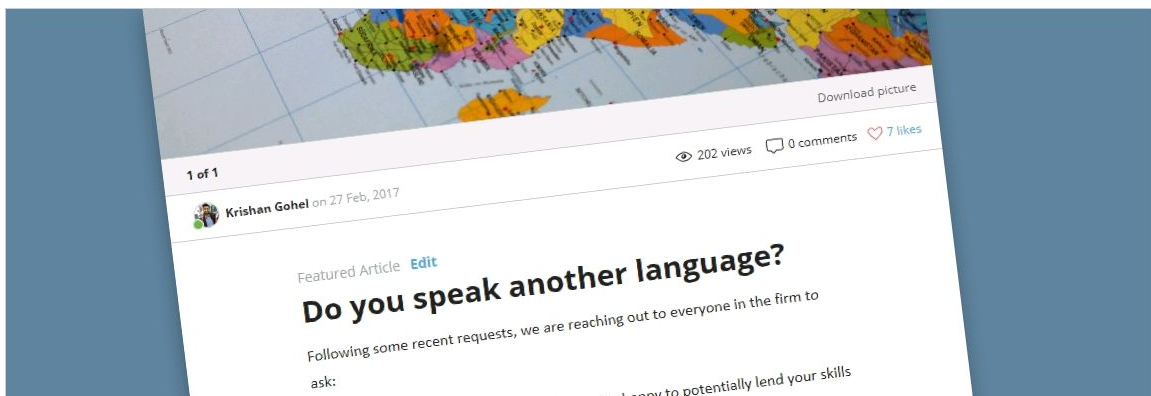 SOMALIA
Download picture
1 of 1
202 views 0 comments 7 likes
Krishan Gohel on 27 Feb, 2017
Featured Article Edit
Do you speak another language?
Following some recent requests, we are reaching out to everyone in the firm to
ask:
to potentially lend your skills